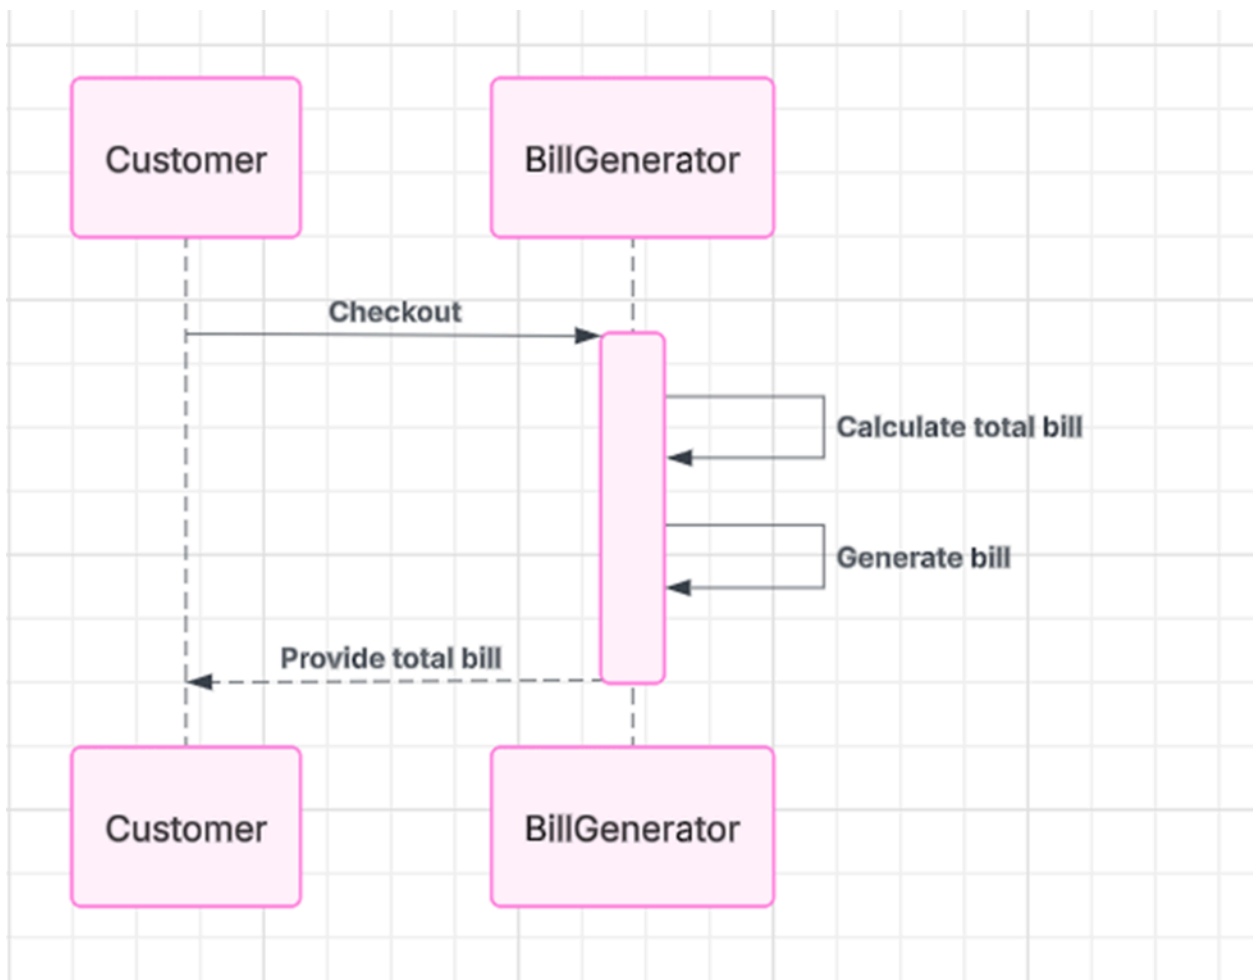 Customer
BillGenerator
Checkout
Calculate total bill
Generate bill
Provide total bill
Customer
BillGenerator